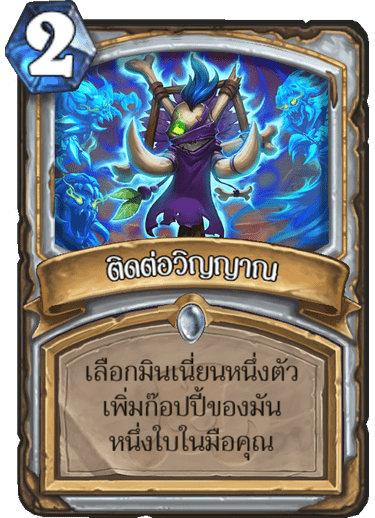 2
ติดต่อวิญญาณ
เลือกมินเนี่ยนหนึ่งตัว
เพิ่มก๊อปปี้ของมัน
หนึ่งใบในมือคุณ